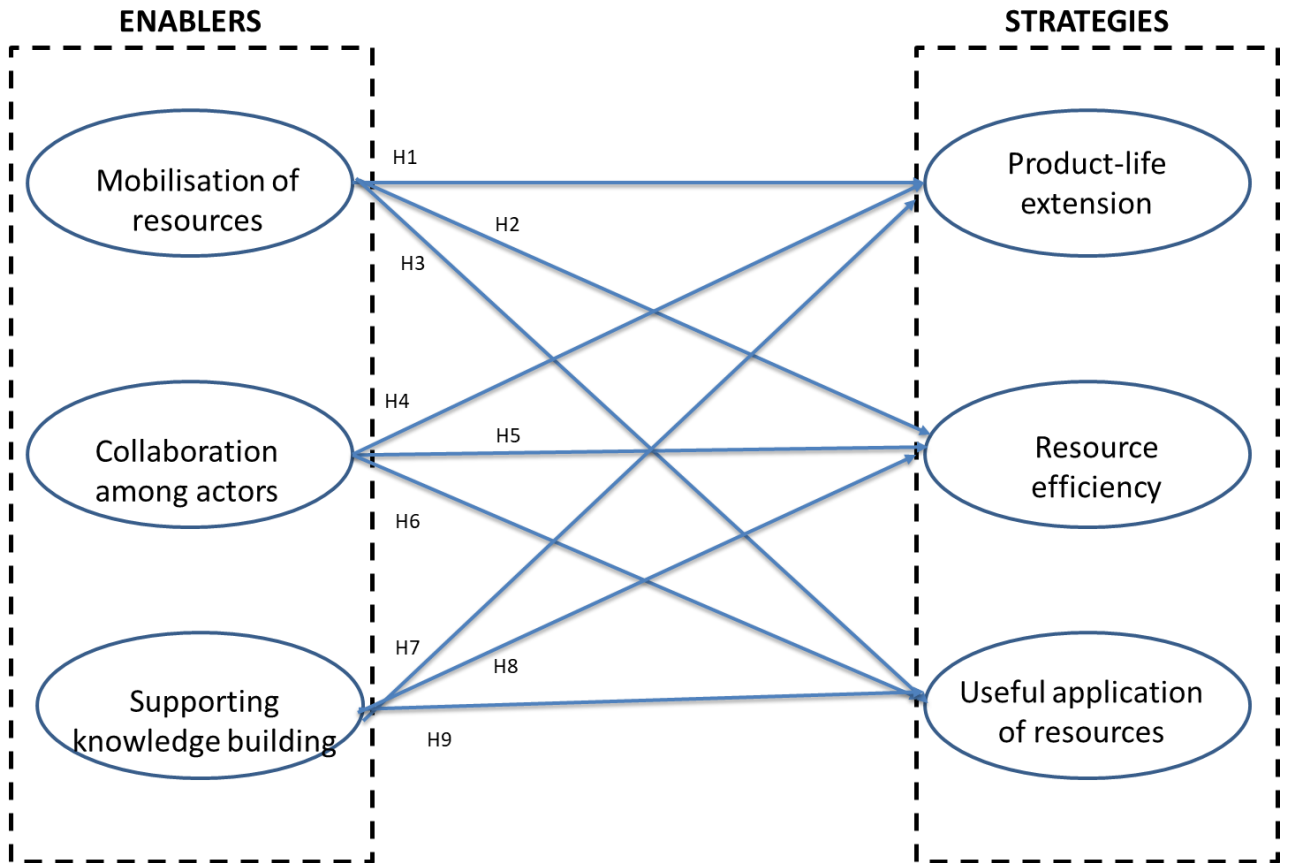 ENABLERS
STRATEGIES
Mobilisation of
resources
H1
H2
H3
Product-life
extension
Collaboration
among actors
H4
H5
H6
Resource
efficiency
Supporting
knowledge building
H7
H8
H9
Useful application
of resources